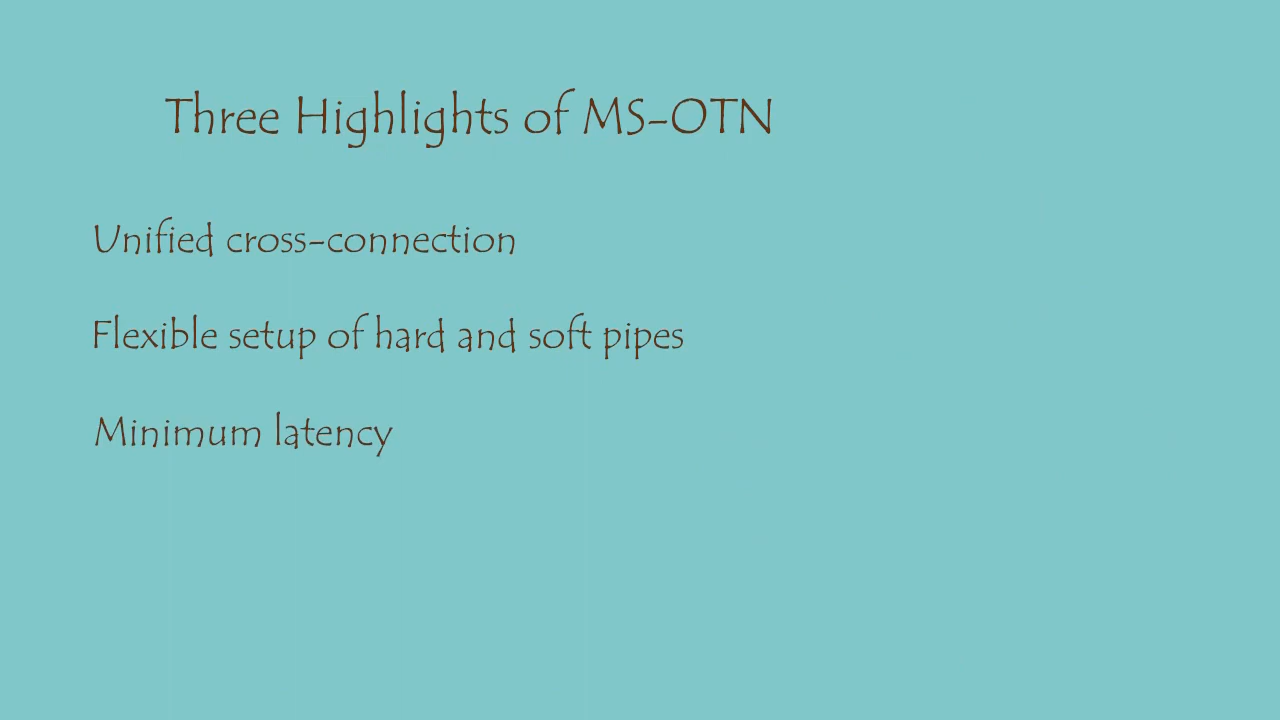 Three Highlights of MS-OTN
Unified cross-connection
Flexible setup of hard and soft pipes
Minimum latency